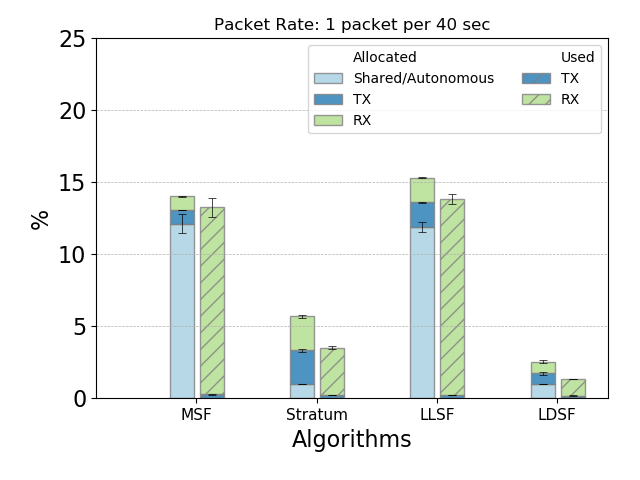 Packet Rate: 1 packet per 40 sec
Allocated
Shared/Autonomous
TX
RX
Used
TX
RX
25
20
15
10
5
0
%
MSF
Stratum
LLSF
LDSF
Algorithms